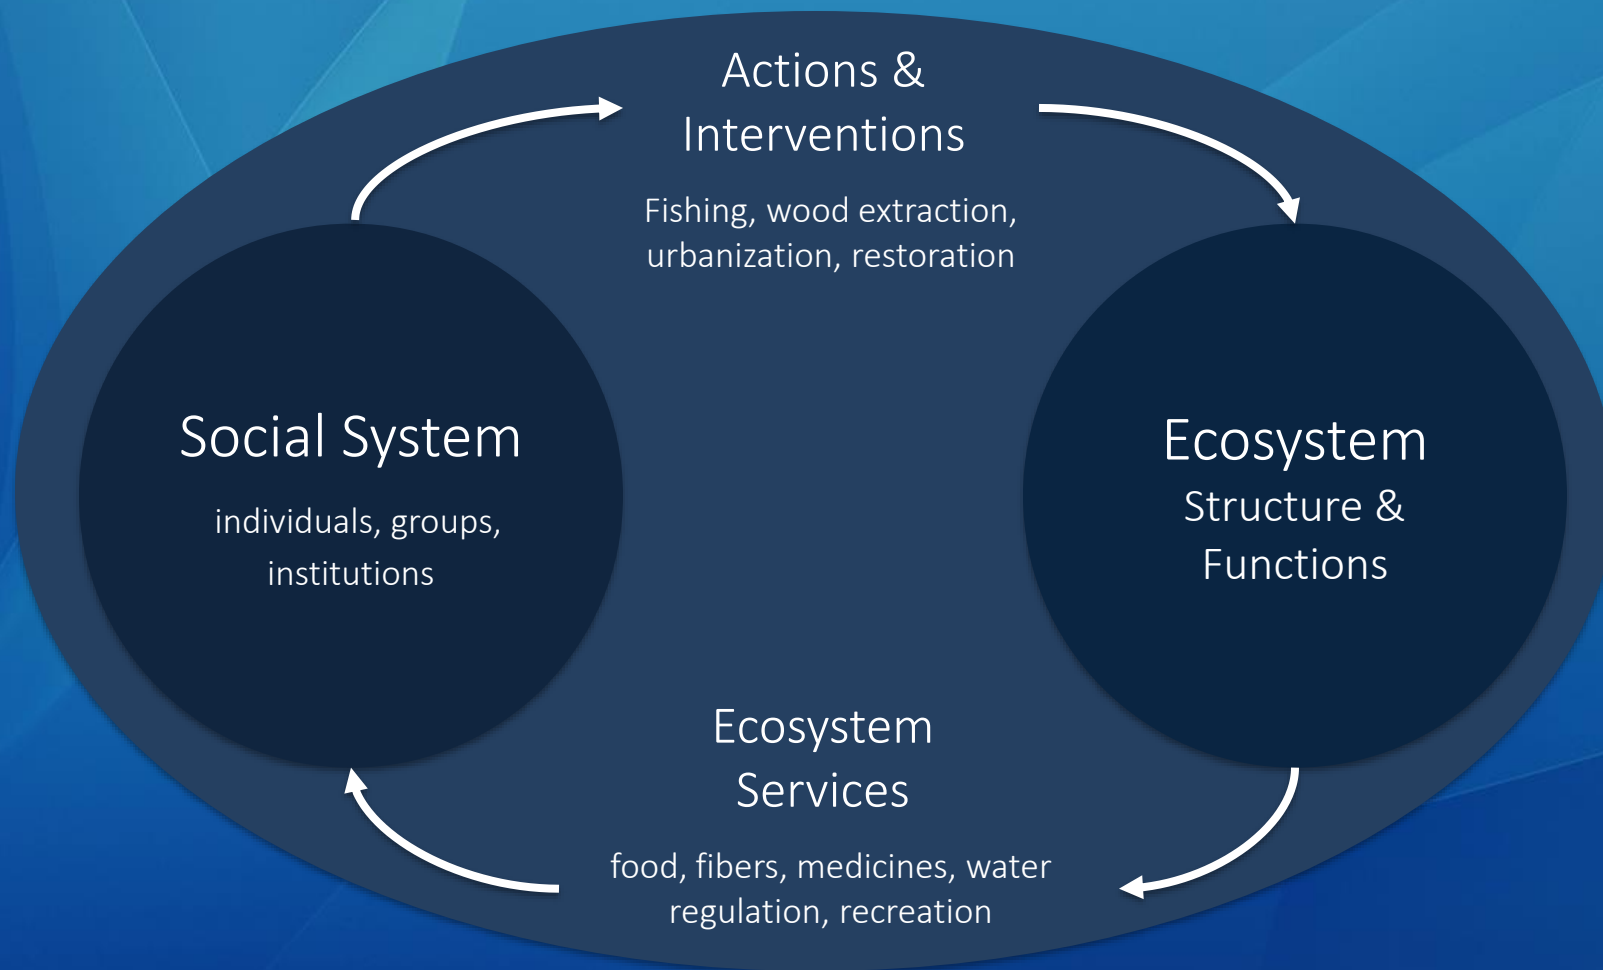 Actions &
Interventions
Fishing, wood extraction,
urbanization, restoration
Social System
individuals, groups,
institutions
Ecosystem
Structure &
Functions
Ecosystem
Services
food, fibers, medicines, water
regulation, recreation